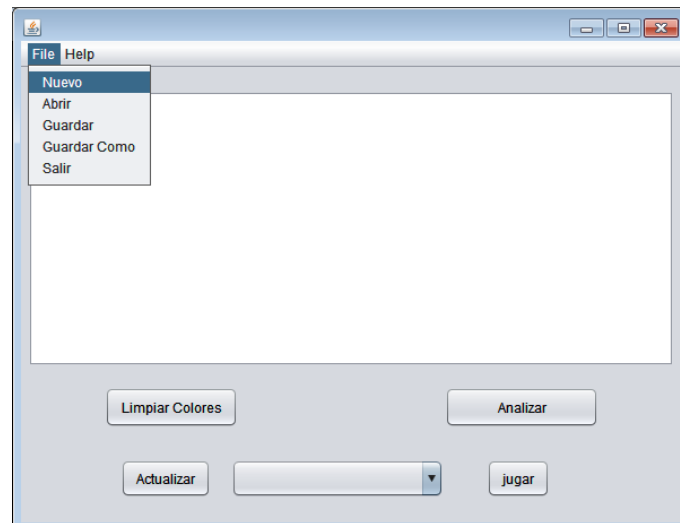 File Help
Nuevo
Abrir
Guardar
Guardar Como
Salir
Limpiar Colores Analizar
Actualizar jugar